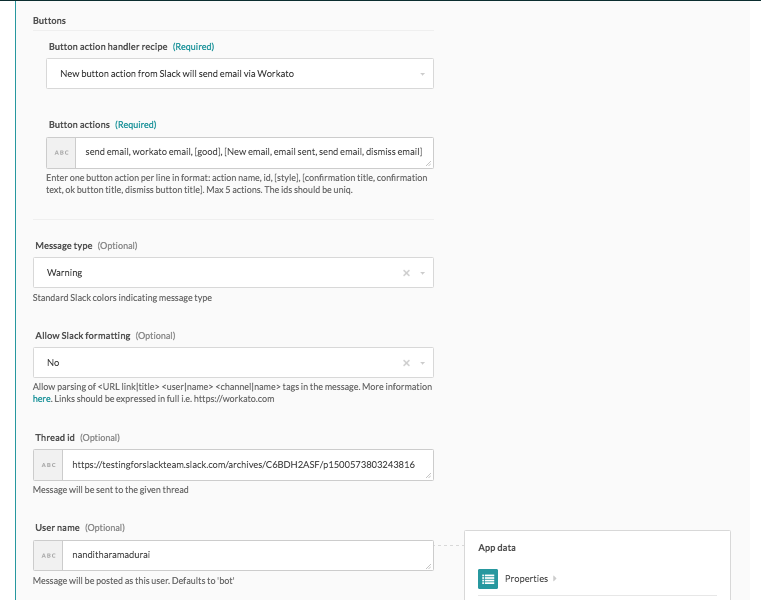 Buttons
Button action handler recipe (Required)
New button action from Slack will send email via Workato
Button actions (Required)
ABC
send email, workato email, [good], [New email, email sent, send email, dismiss email]
Enter one button action per line in format: action name, id, [style], [confirmation title, confirmation
text, ok button title, dismiss button title]. Max 5 actions. The ids should be uniq.
Message type (Optional)
Warning
Standard Slack colors indicating message type
Allow Slack formatting (Optional)
No
Allow parsing of <URL link|title> <user|name> <channel|name> tags in the message. More information
here. Links should be expressed in full i.e. https://workato.com
Thread id (Optional)
ABC
https://testingforslackteam.slack.com/archives/C6BDH2ASF/p1500573803243816
Message will be sent to the given thread
User name (Optional)
ABC
nanditharamadurai
Message will be posted as this user. Defaults to 'bot'
App data
Properties